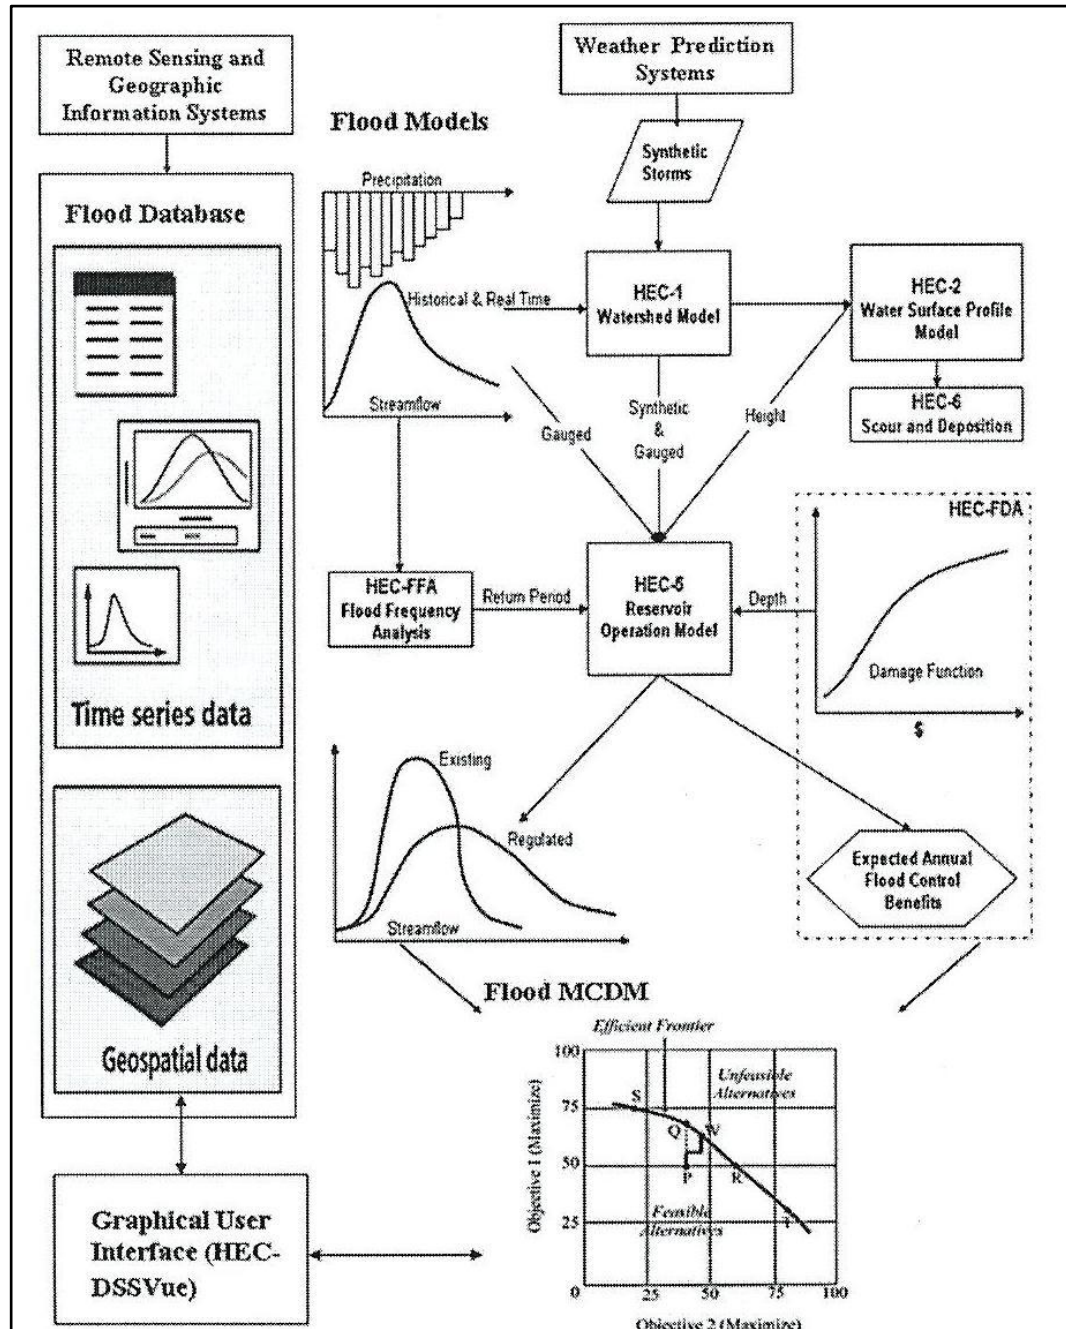 Remote Sensing and
Geographic
Information Systems
Weather Prediction
Systems
Flood Models
Synthetic
Storms
Precipitation
Flood Database
HEC-1
Watershed Model
HEC-2
Water Surface Profile
Model
Historical & Real Time
HEC-6
Scour and Deposition
Streamflow
Gauged
Synthetic
&
Gauged
Height
HEC-FDA
HEC-FFA
Flood Frequency
Analysis
Return Period
HEC-5
Reservoir
Operation Model
Depth
Damage Function
$
Time series data
Existing
Regulated
Streamflow
Expected Annual
Flood Control
Benefits
Geospatial data
Flood MCDM
Efficient Frontier
Unfeasible
Alternatives
Feasible
Alternatives
S
Q
W
P
R
T
100
75
50
25
0
25
50
75
100
Objective 1 (Maximize)
Objective 2 (Maximize)
Graphical User
Interface (HEC-
DSSVue)